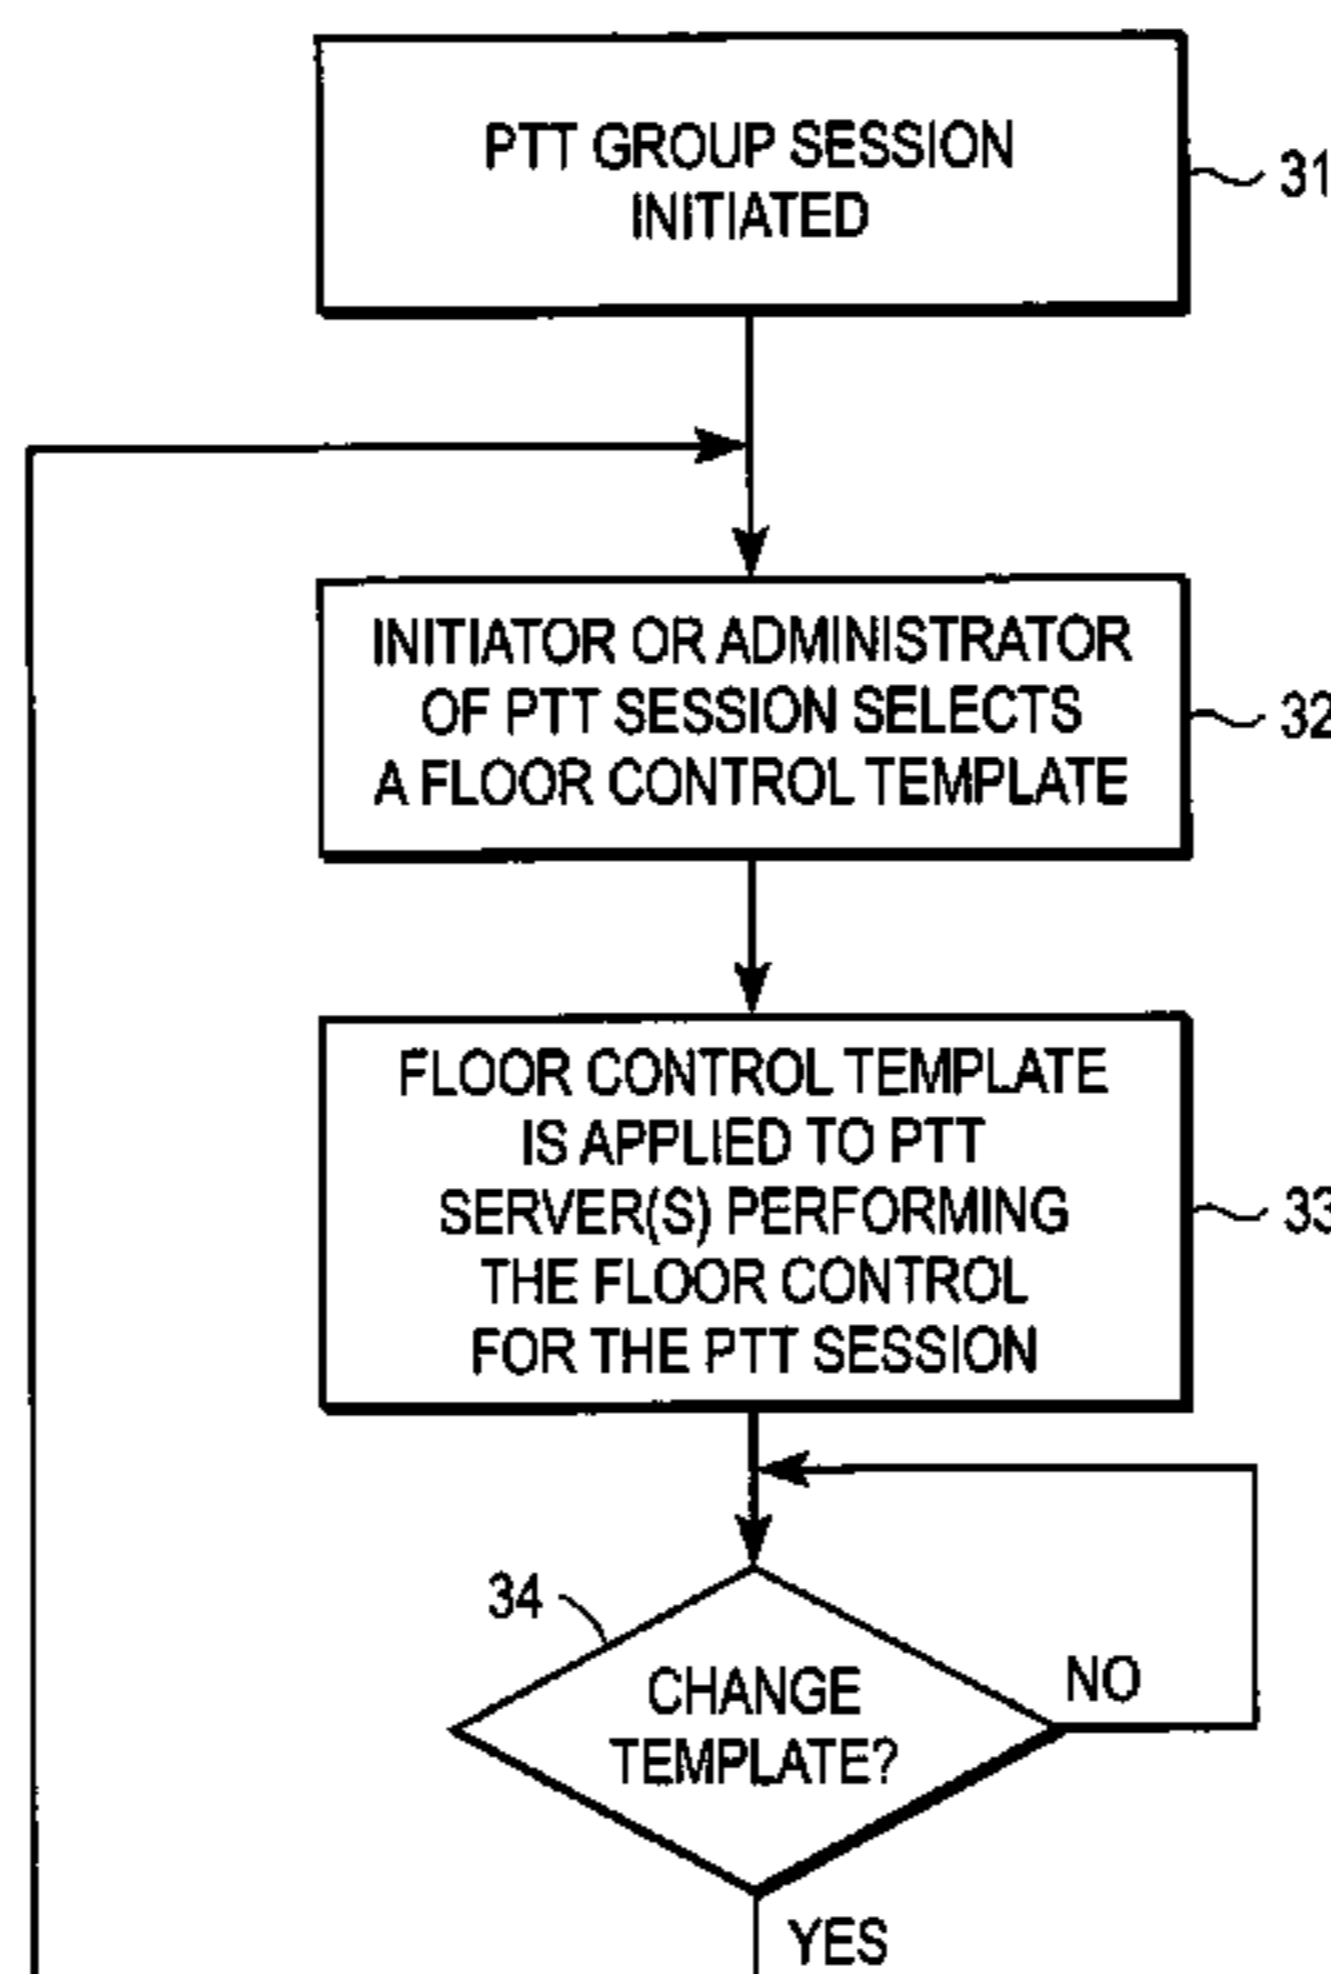 PTT GROUP SESSION
INITIATED
31
INITIATOR OR ADMINISTRATOR
OF PTT SESSION SELECTS
A FLOOR CONTROL TEMPLATE
32
FLOOR CONTROL TEMPLATE
IS APPLIED TO PTT
SERVER(S) PERFORMING
THE FLOOR CONTROL
FOR THE PTT SESSION
33
34
CHANGE
TEMPLATE?
NO
YES